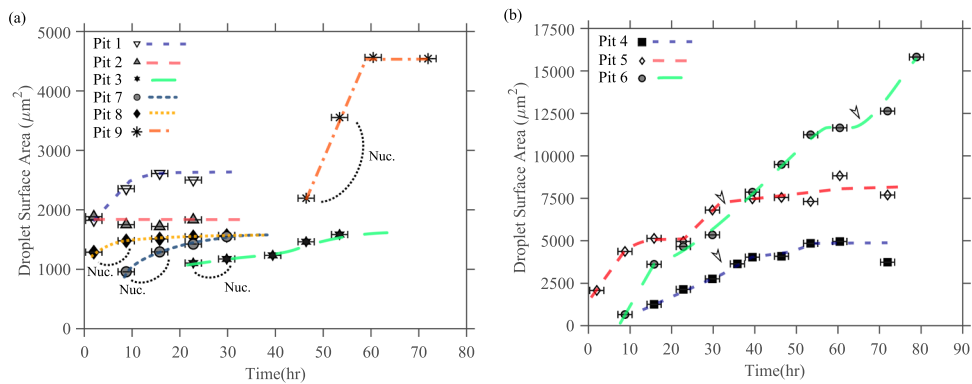 (a)
Droplet Surface Area (μm²)
5000
4000
3000
2000
1000
0
Pit 1
Pit 2
Pit 3
Pit 7
Pit 8
Pit 9
Nuc.
Nuc.
Nuc.
Nuc.
0 10 20 30 40 50 60 70 80
Time(hr)
(b)
Droplet Surface Area (μm²)
17500
15000
12500
10000
7500
5000
2500
0
Pit 4
Pit 5
Pit 6
0 10 20 30 40 50 60 70 80 90
Time(hr)